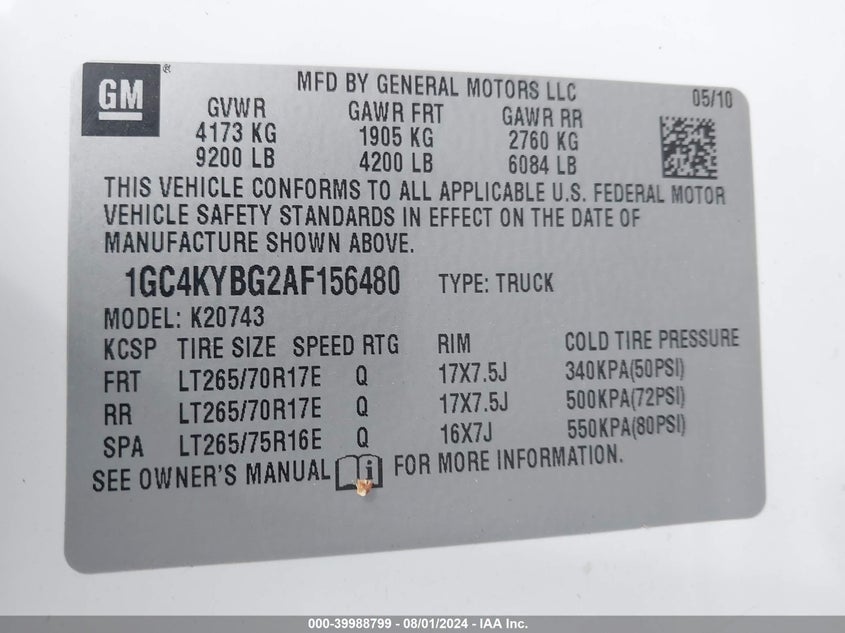 GM®
MFD BY GENERAL MOTORS LLC
05/10
GVWR GAWR FRT GAWR RR
4173 KG 1905 KG 2760 KG
9200 LB 4200 LB 6084 LB
THIS VEHICLE CONFORMS TO ALL APPLICABLE U.S. FEDERAL MOTOR
VEHICLE SAFETY STANDARDS IN EFFECT ON THE DATE OF
MANUFACTURE SHOWN ABOVE.
1GC4KYBG2AF156480 TYPE: TRUCK
MODEL: K20743
KCSP TIRE SIZE SPEED RTG RIM COLD TIRE PRESSURE
FRT LT265/70R17E Q 17X7.5J 340KPA(50PSI)
RR LT265/70R17E Q 17X7.5J 500KPA(72PSI)
SPA LT265/75R16E Q 16X7J 550KPA(80PSI)
SEE OWNER'S MANUAL i FOR MORE INFORMATION.
000-39988799 - 08/01/2024 - IAA Inc.